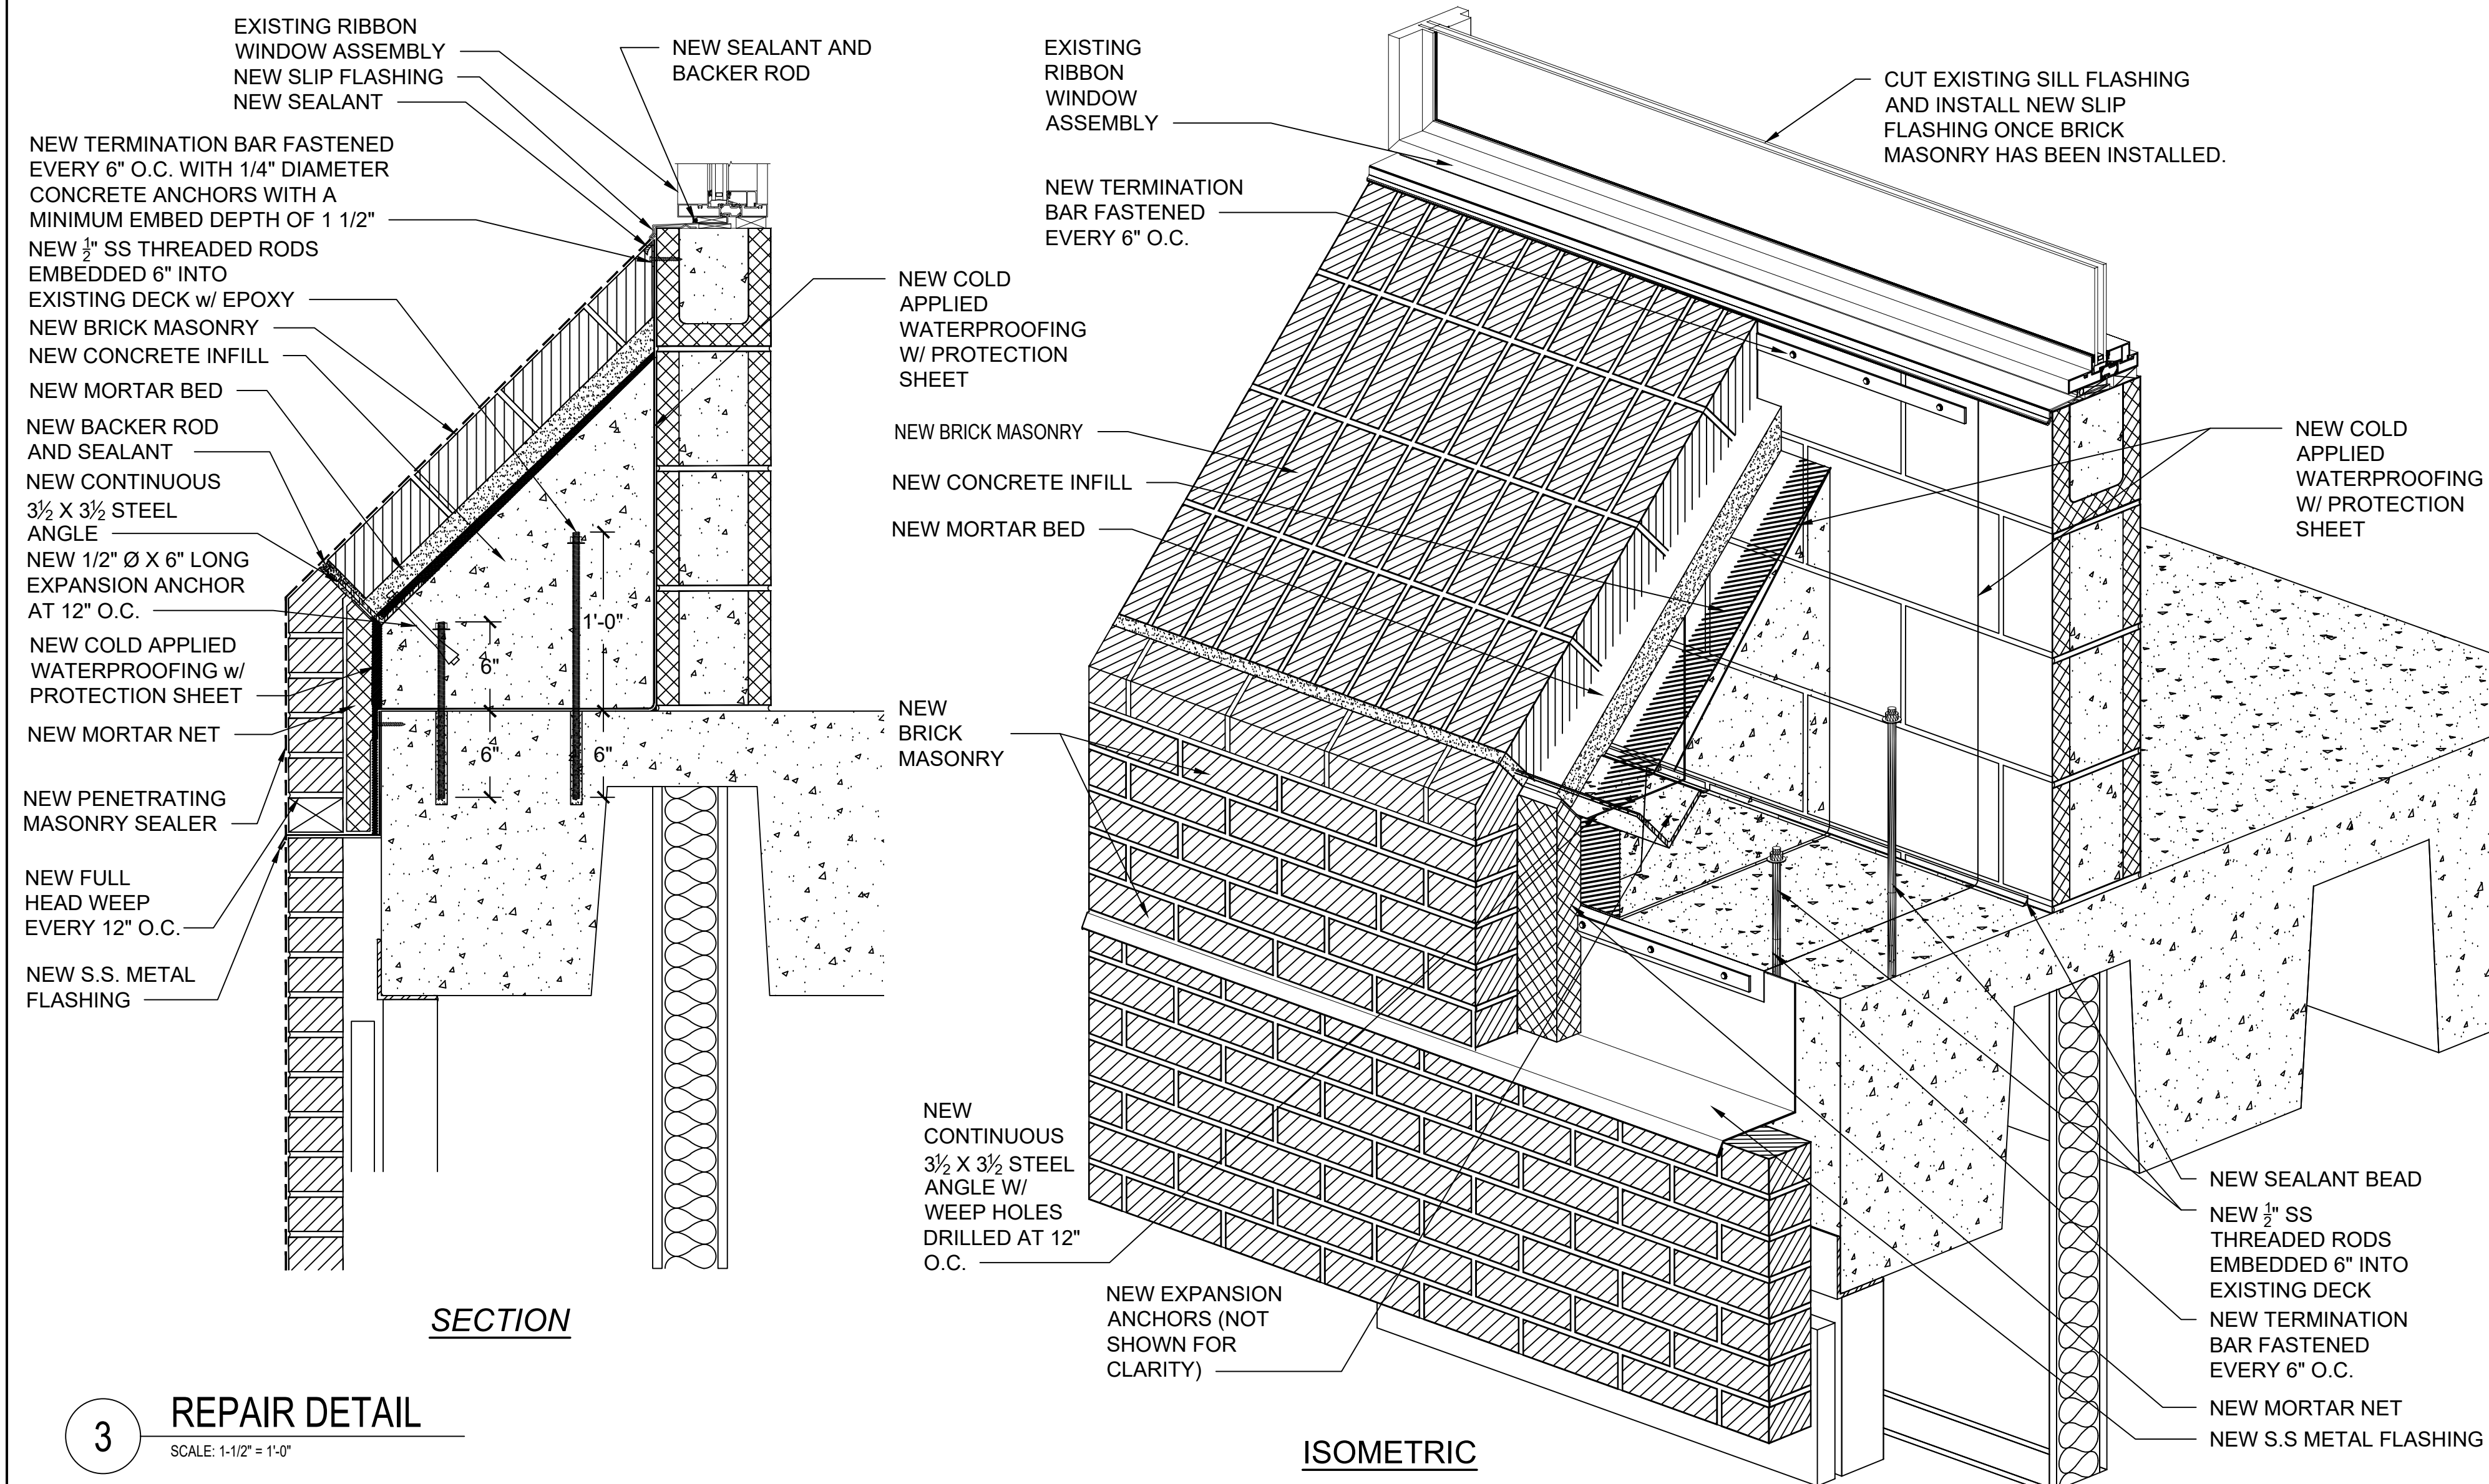 EXISTING RIBBON
WINDOW ASSEMBLY
NEW SLIP FLASHING
NEW SEALANT
NEW SEALANT AND
BACKER ROD
NEW TERMINATION BAR FASTENED
EVERY 6" O.C. WITH 1/4" DIAMETER
CONCRETE ANCHORS WITH A
MINIMUM EMBED DEPTH OF 1 1/2"
NEW ½" SS THREADED RODS
EMBEDDED 6" INTO
EXISTING DECK w/ EPOXY
NEW BRICK MASONRY
NEW CONCRETE INFILL
NEW MORTAR BED
NEW BACKER ROD
AND SEALANT
NEW CONTINUOUS
3½ X 3½ STEEL
ANGLE
NEW 1/2" Ø X 6" LONG
EXPANSION ANCHOR
AT 12" O.C.
NEW COLD APPLIED
WATERPROOFING w/
PROTECTION SHEET
NEW MORTAR NET
NEW PENETRATING
MASONRY SEALER
NEW FULL
HEAD WEEP
EVERY 12" O.C.
NEW S.S. METAL
FLASHING
NEW COLD
APPLIED
WATERPROOFING
W/ PROTECTION
SHEET
1'-0"
6"
6"
6"
SECTION
3
REPAIR DETAIL
SCALE: 1-1/2" = 1'-0"
EXISTING
RIBBON
WINDOW
ASSEMBLY
NEW TERMINATION
BAR FASTENED
EVERY 6" O.C.
NEW BRICK MASONRY
NEW CONCRETE INFILL
NEW MORTAR BED
NEW
BRICK
MASONRY
NEW
CONTINUOUS
3½ X 3½ STEEL
ANGLE W/
WEEP HOLES
DRILLED AT 12"
O.C.
NEW EXPANSION
ANCHORS (NOT
SHOWN FOR
CLARITY)
CUT EXISTING SILL FLASHING
AND INSTALL NEW SLIP
FLASHING ONCE BRICK
MASONRY HAS BEEN INSTALLED.
NEW COLD
APPLIED
WATERPROOFING
W/ PROTECTION
SHEET
NEW SEALANT BEAD
NEW ½" SS
THREADED RODS
EMBEDDED 6" INTO
EXISTING DECK
NEW TERMINATION
BAR FASTENED
EVERY 6" O.C.
NEW MORTAR NET
NEW S.S METAL FLASHING
ISOMETRIC